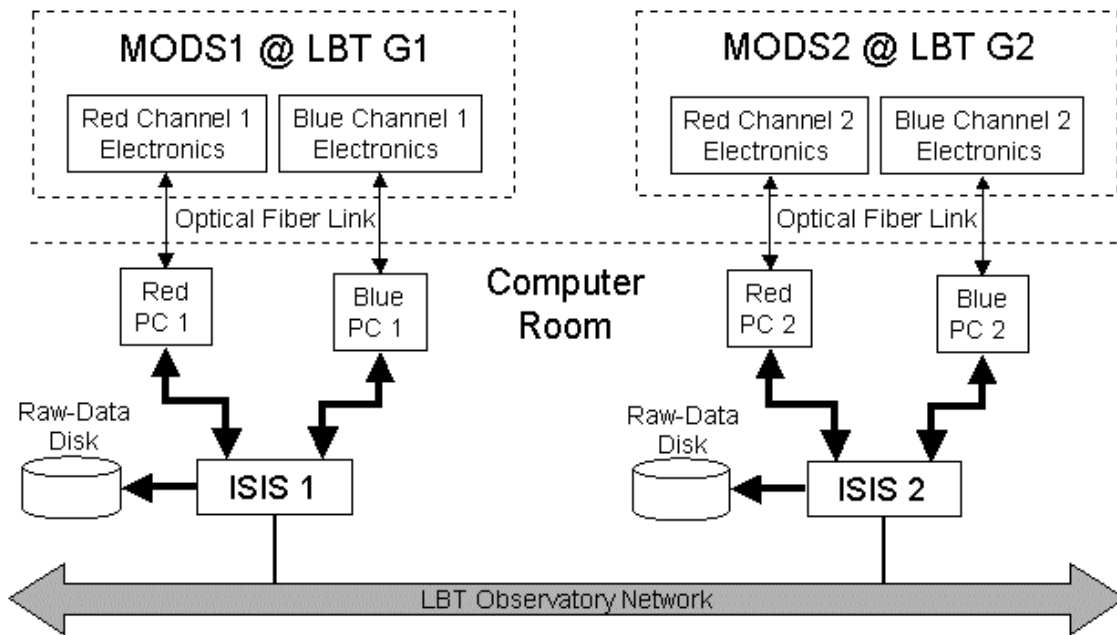 MODS1 @ LBT G1
MODS2 @ LBT G2
Red Channel 1
Electronics
Blue Channel 1
Electronics
Red Channel 2
Electronics
Blue Channel 2
Electronics
Optical Fiber Link
Optical Fiber Link
Computer
Room
Red
PC 1
Blue
PC 1
Red
PC 2
Blue
PC 2
Raw-Data
Disk
Raw-Data
Disk
ISIS 1
ISIS 2
LBT Observatory Network